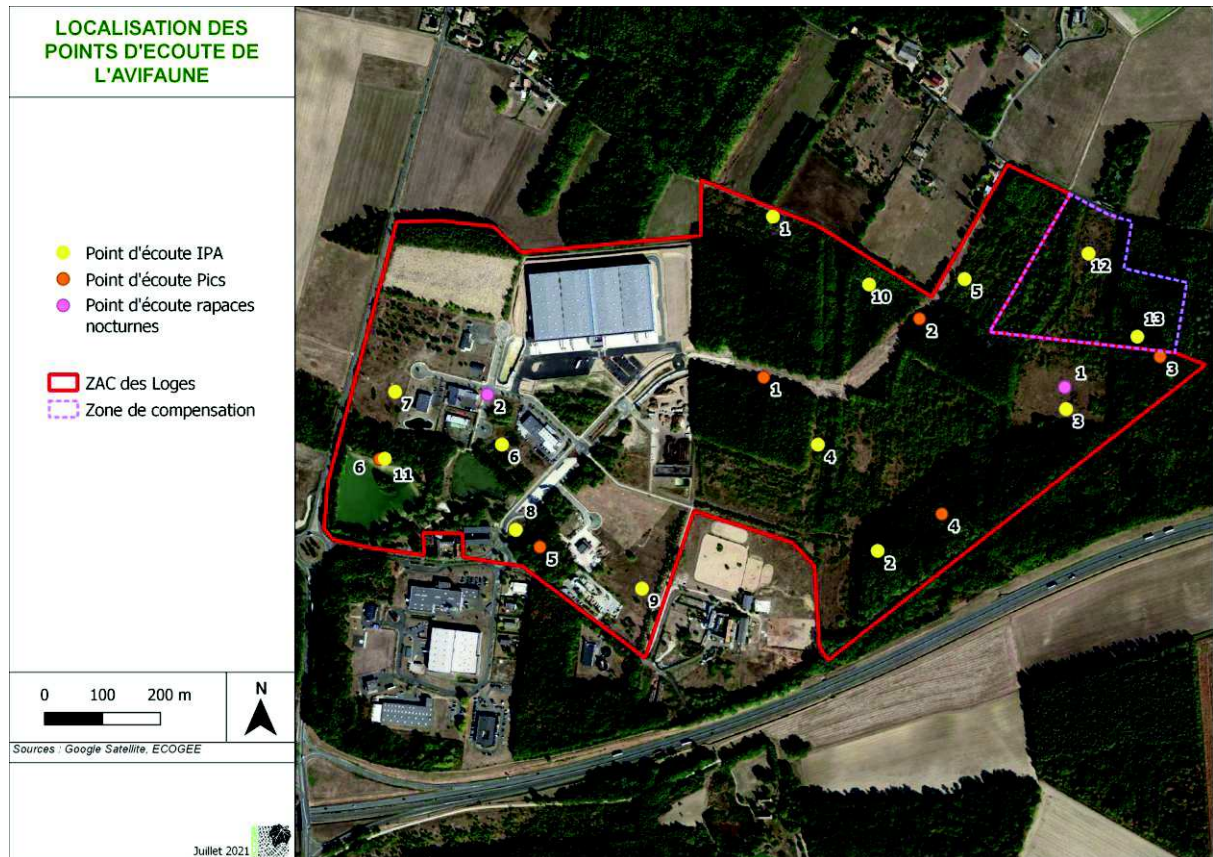 LOCALISATION DES
POINTS D'ECOUTE DE
L'AVIFAUNE
Point d'écoute IPA
Point d'écoute Pics
Point d'écoute rapaces
nocturnes
ZAC des Loges
Zone de compensation
0 100 200 m
N
Sources : Google Satellite, ECOGEE
Juillet 2021
1
12
5
10
2
13
3
1
1
3
7
2
4
6
6
11
4
8
2
5
9